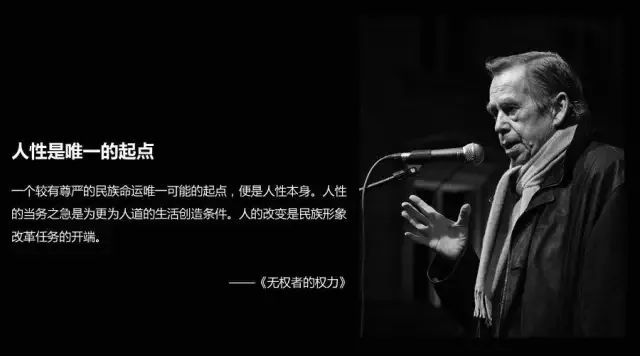 人性是唯一的起点
一个较有尊严的民族命运唯一可能的起点，便是人性本身。人性
的当务之急是为更为人道的生活创造条件。人的改变是民族形象
改革任务的开端。
——《无权者的权力》